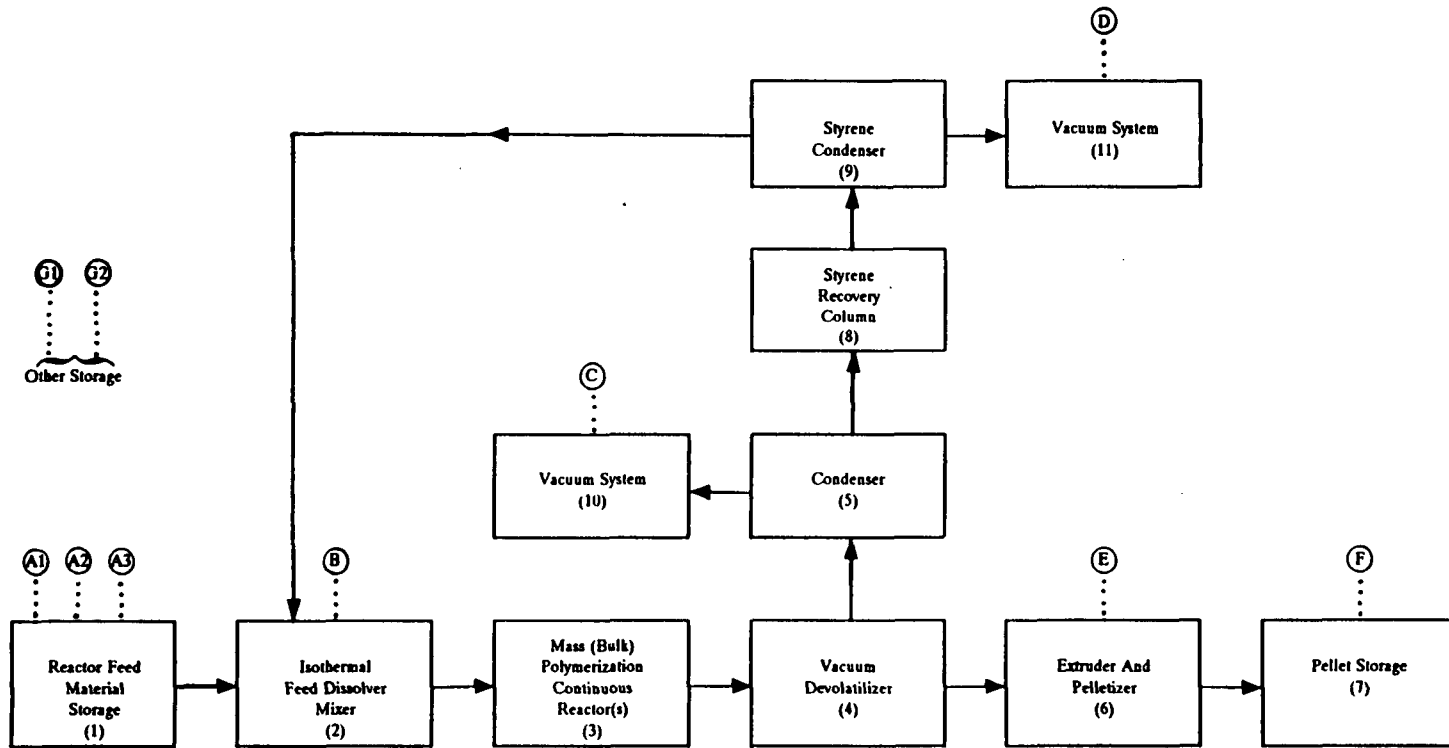 D
Styrene
Condenser
(9)
Vacuum System
(11)
G1 G2
Other Storage
Styrene
Recovery
Column
(8)
C
Vacuum System
(10)
Condenser
(5)
A1 A2 A3
B
E
F
Reactor Feed
Material
Storage
(1)
Isothermal
Feed Dissolver
Mixer
(2)
Mass (Bulk)
Polymerization
Continuous
Reactor(s)
(3)
Vacuum
Devolatilizer
(4)
Extruder And
Pelletizer
(6)
Pellet Storage
(7)